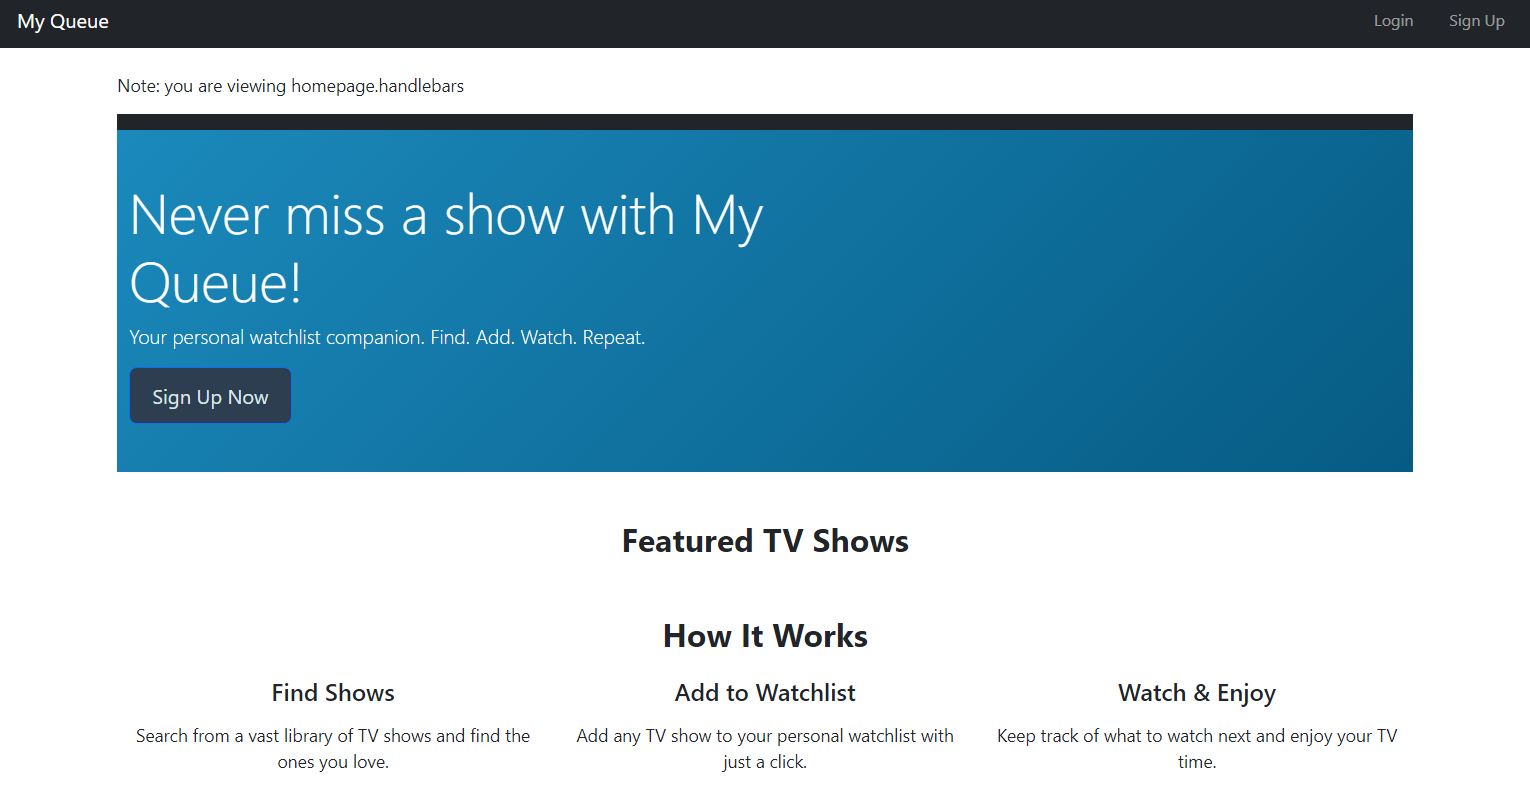 My Queue
Login
Sign Up
Note: you are viewing homepage.handlebars
Never miss a show with My
Queue!
Your personal watchlist companion. Find. Add. Watch. Repeat.
Sign Up Now
Featured TV Shows
How It Works
Find Shows
Search from a vast library of TV shows and find the
ones you love.
Add to Watchlist
Add any TV show to your personal watchlist with
just a click.
Watch & Enjoy
Keep track of what to watch next and enjoy your TV
time.